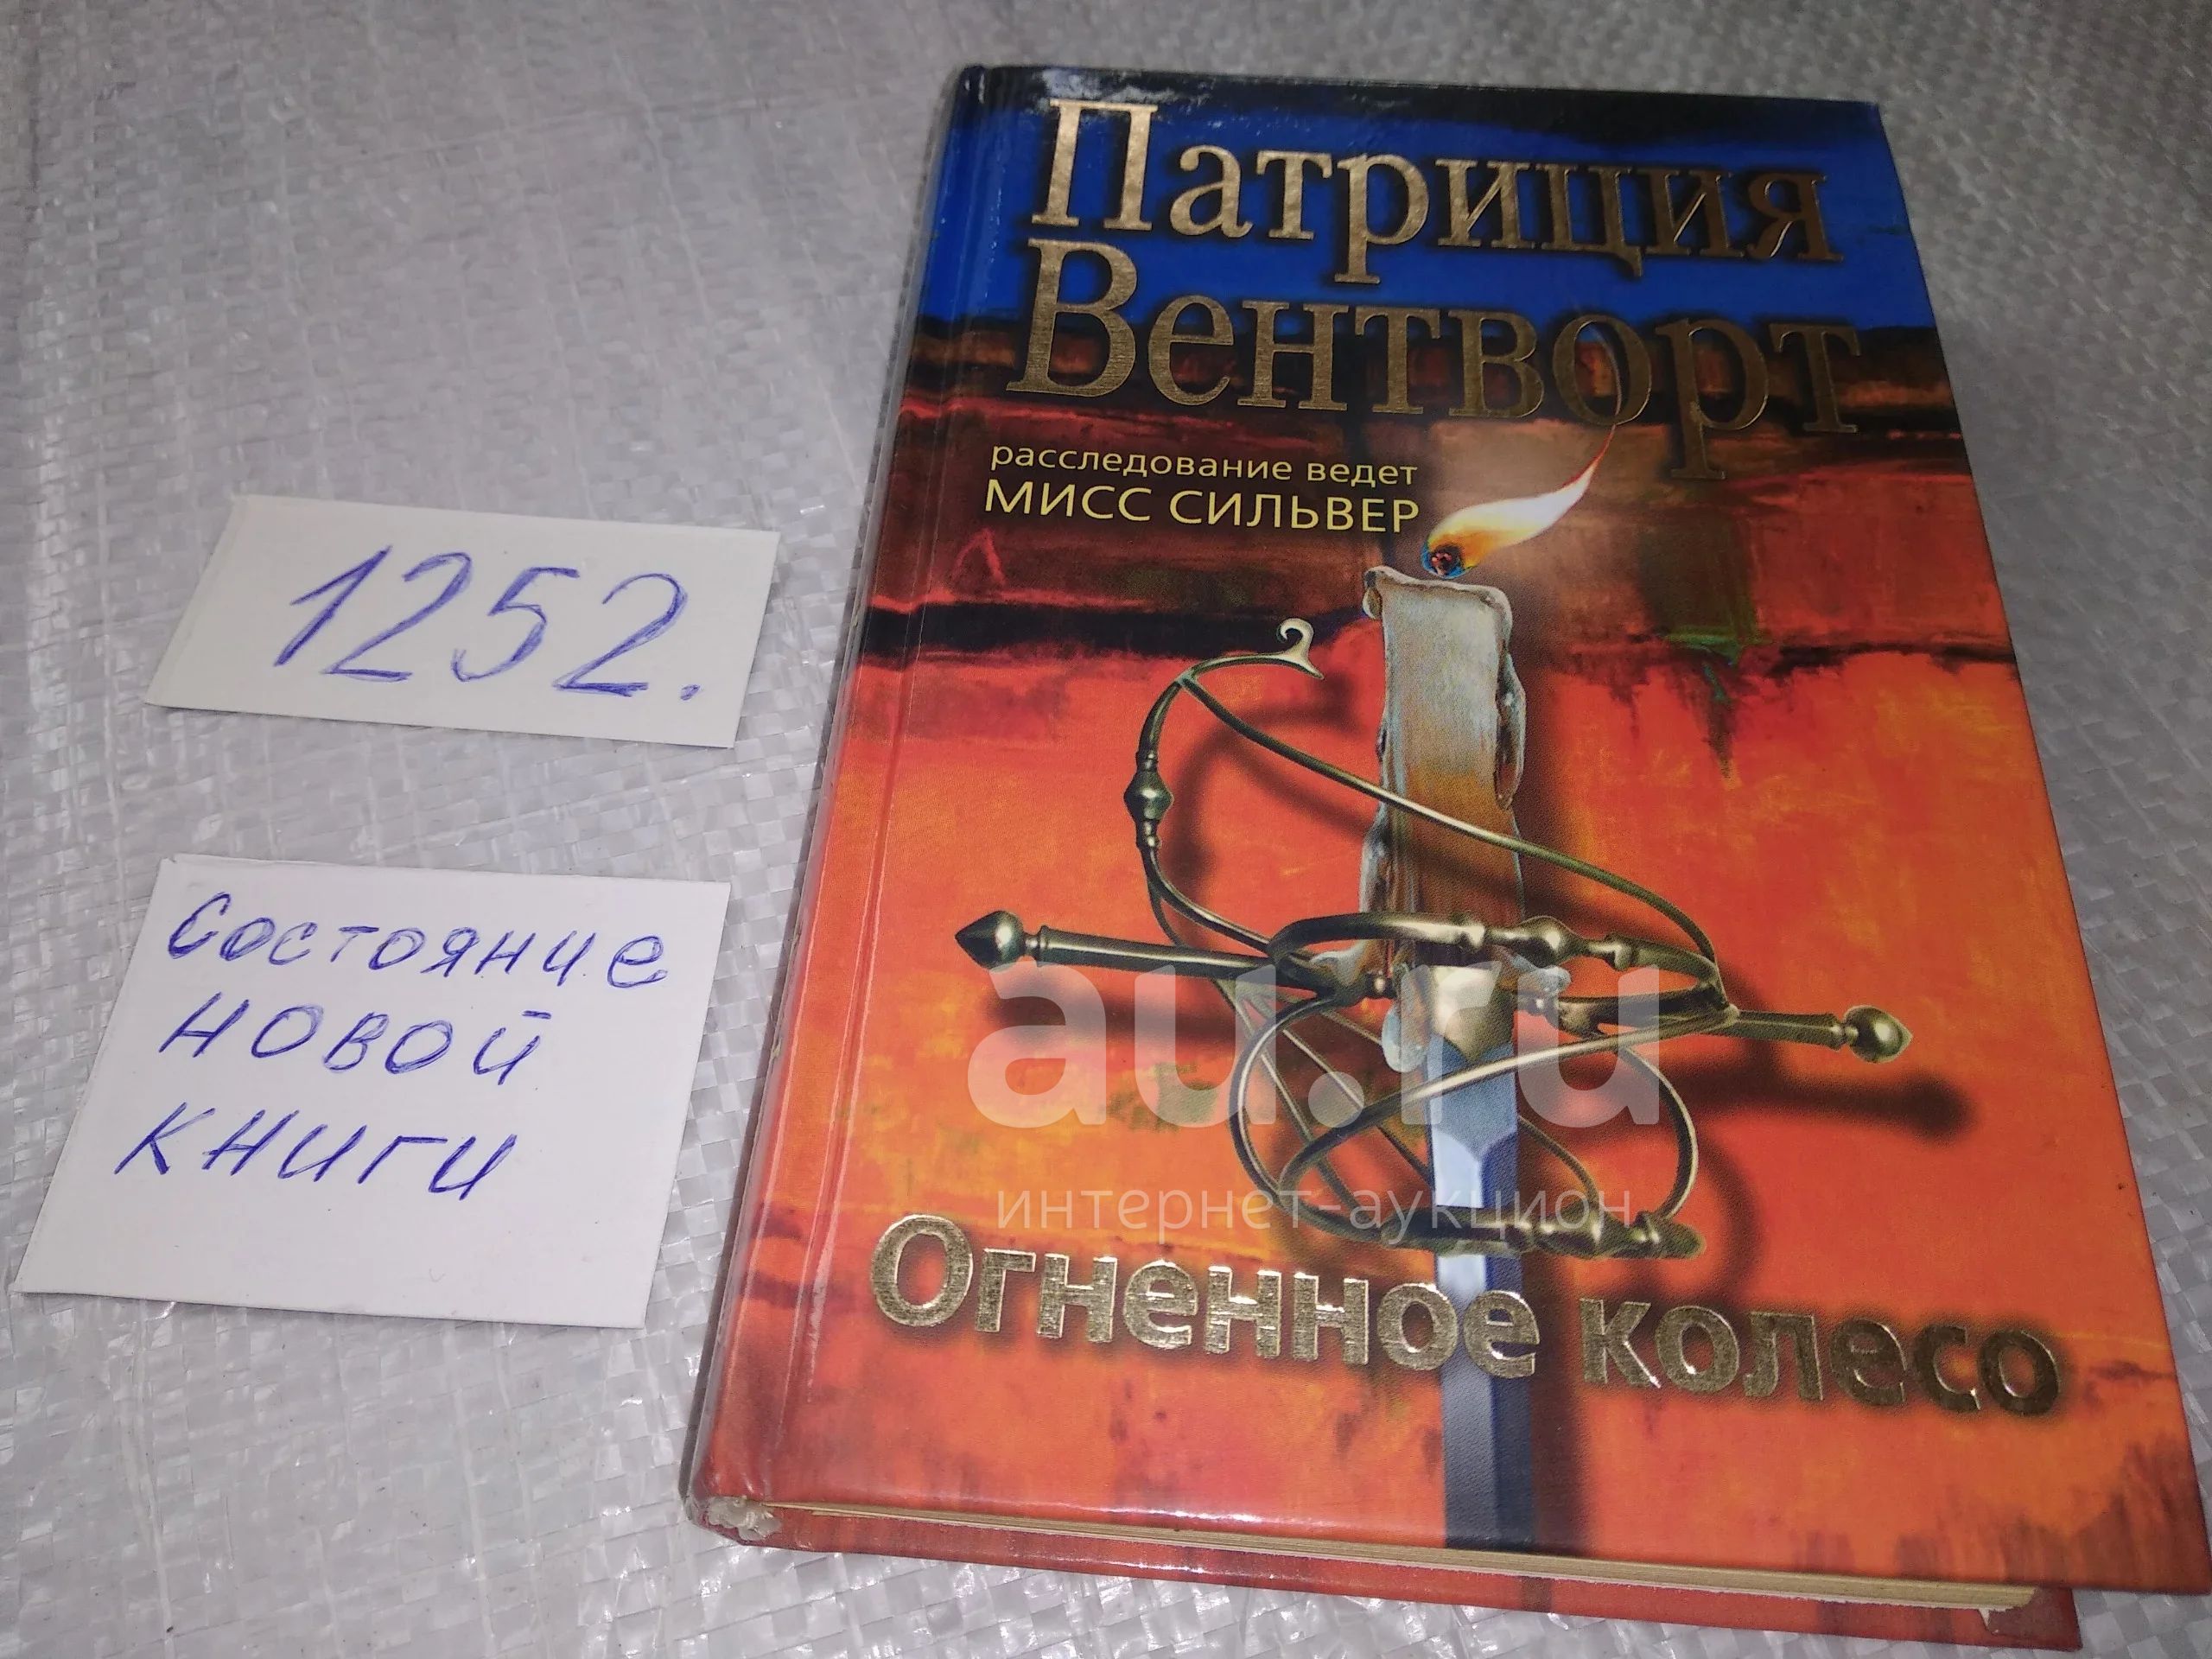 Патриция
Вентворт
расследование ведет
МИСС СИЛЬВЕР
1252.
Состояние
новой
книги
au.ru
интернет-аукцион
Огненное колесо